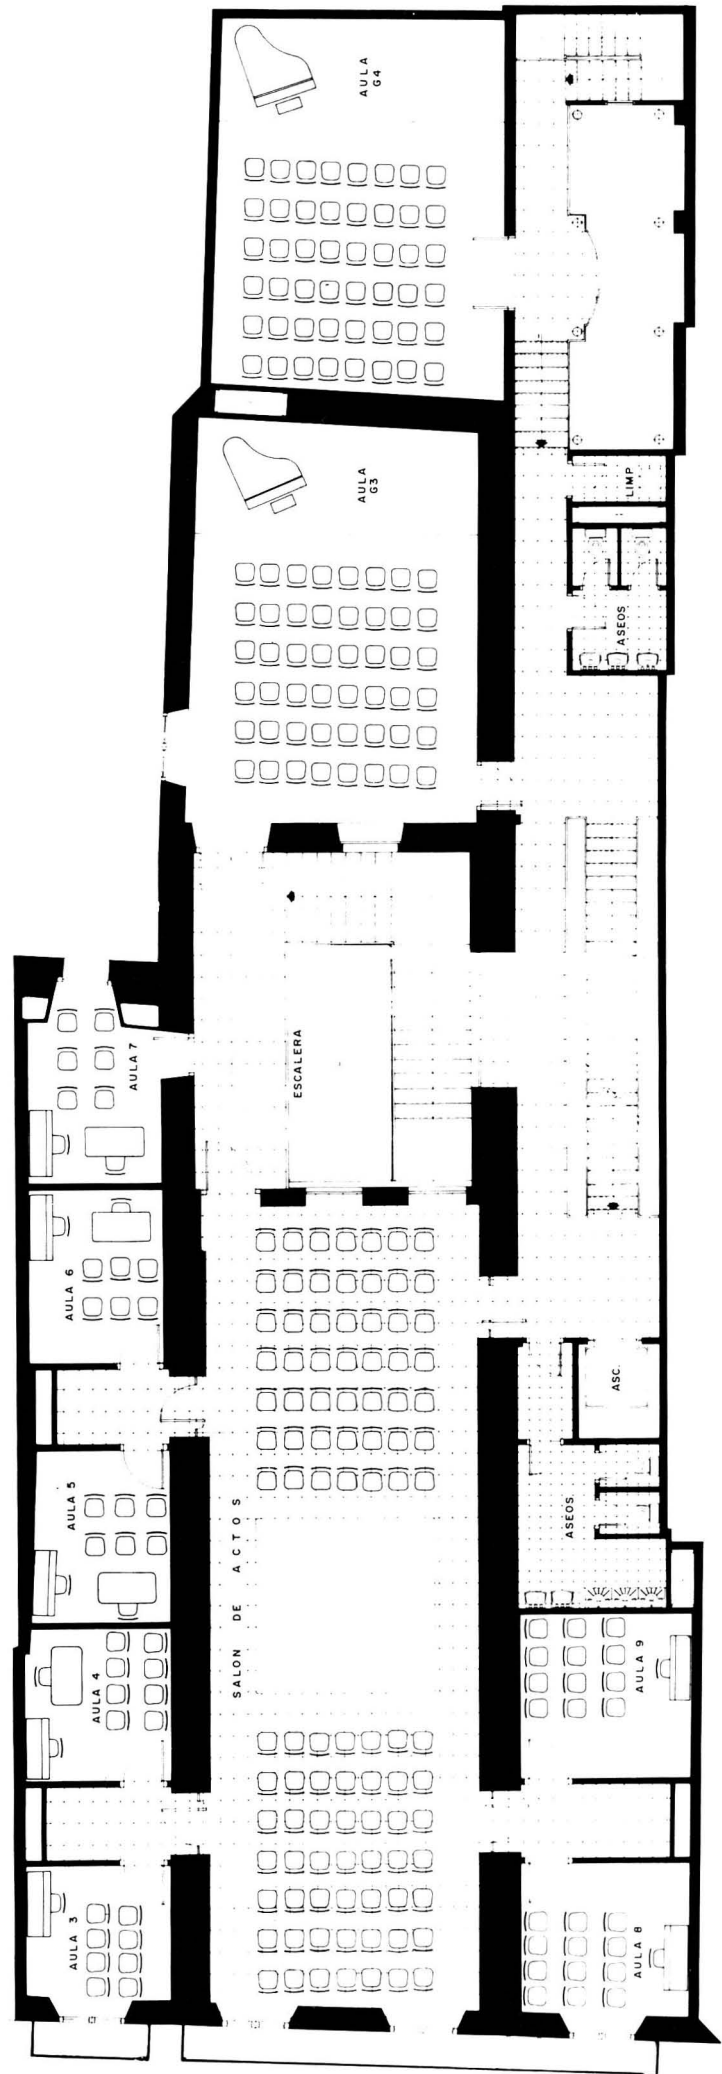 AULA
G4
AULA
G3
LIMP
ASEOS
ESCALERA
AULA 7
AULA 6
ASC.
AULA 5
SALON DE ACTOS
ASEOS
AULA 4
AULA 9
AULA 3
AULA 8